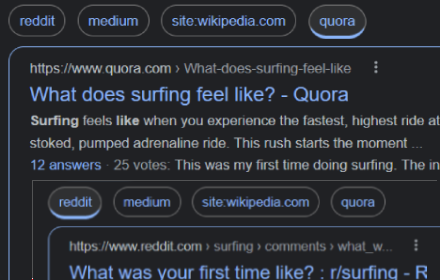 reddit medium site:wikipedia.com quora
https://www.quora.com › What-does-surfing-feel-like
What does surfing feel like? - Quora
Surfing feels like when you experience the fastest, highest ride at
stoked, pumped adrenaline ride. This rush starts the moment ...
12 answers · 25 votes: This was my first time doing surfing. The in
reddit medium site:wikipedia.com quora
https://www.reddit.com › surfing › comments › what_w...
What was your first time like? : r/surfing - R